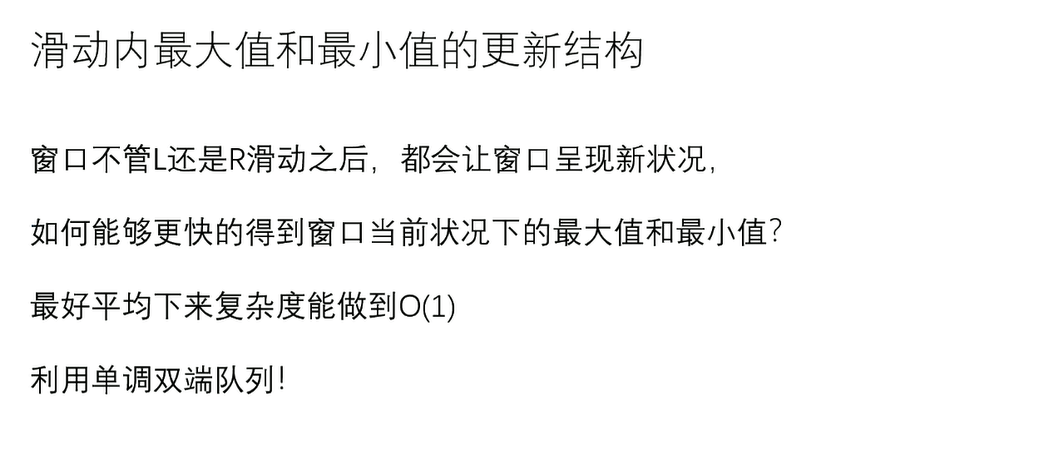 滑动内最大值和最小值的更新结构
窗口不管L还是R滑动之后，都会让窗口呈现新状况，
如何能够更快的得到窗口当前状况下的最大值和最小值？
最好平均下来复杂度能做到O(1)
利用单调双端队列！